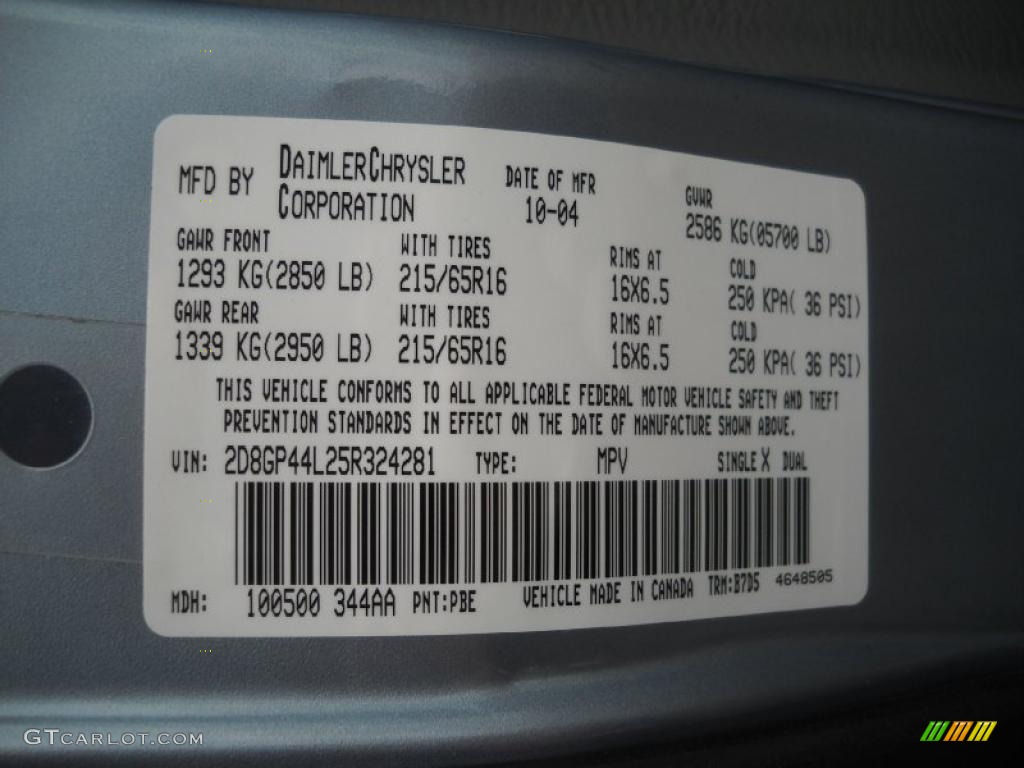 MFD BY DAIMLERCHRYSLER CORPORATION
DATE OF MFR
10-04
GVWR
2586 KG(05700 LB)
GAWR FRONT WITH TIRES RIMS AT COLD
1293 KG(2850 LB) 215/65R16 16X6.5 250 KPA( 36 PSI)
GAWR REAR WITH TIRES RIMS AT COLD
1339 KG(2950 LB) 215/65R16 16X6.5 250 KPA( 36 PSI)
THIS VEHICLE CONFORMS TO ALL APPLICABLE FEDERAL MOTOR VEHICLE SAFETY AND THEFT
PREVENTION STANDARDS IN EFFECT ON THE DATE OF MANUFACTURE SHOWN ABOVE.
VIN: 2D8GP44L25R324281 TYPE: MPV SINGLE X DUAL
MDH: 100500 344AA PNT:PBE VEHICLE MADE IN CANADA TRM:B7D5 4648505
GTCARLOT.COM